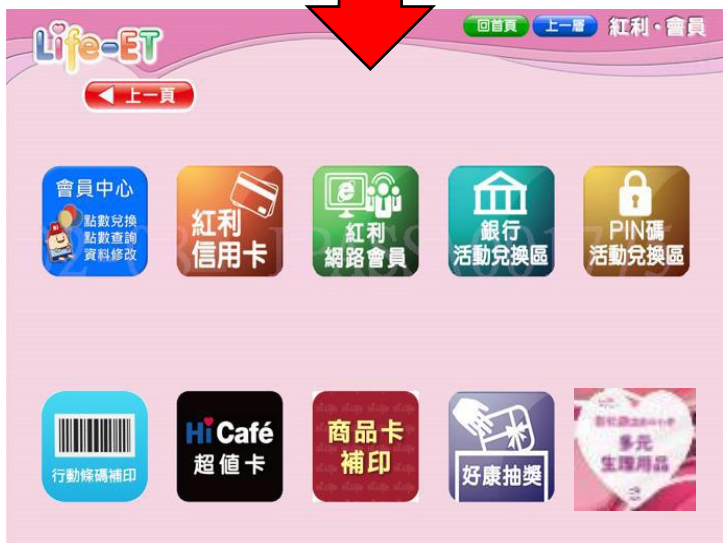 Life-ET
回首頁
上一層
紅利・會員
上一頁
會員中心
點數兌換
點數查詢
資料修改
紅利
信用卡
紅利
網路會員
銀行
活動兌換區
PIN碼
活動兌換區
行動條碼補印
Hi Café
超值卡
商品卡
補印
好康抽獎
多元
生理用品